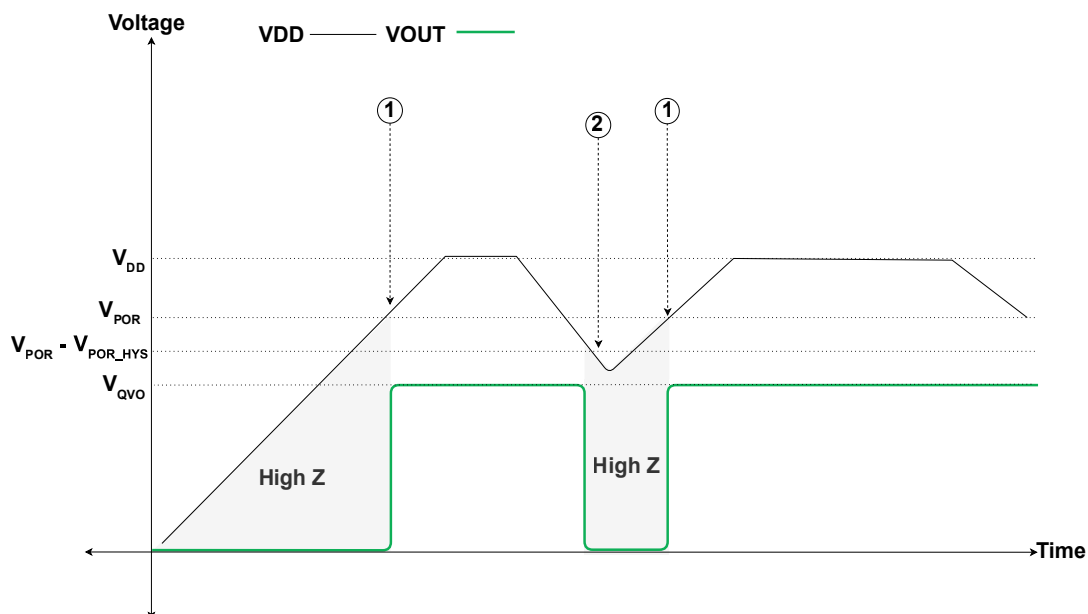 Voltage
VDD VOUT
1
2
1
VDD
VPOR
VPOR - VPOR_HYS
VQVO
High Z
High Z
Time